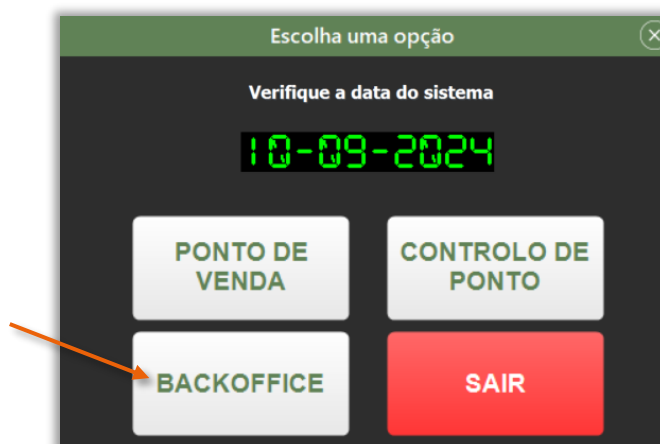 Escolha uma opção
Verifique a data do sistema
10-09-2024
PONTO DE
VENDA
CONTROLO DE
PONTO
BACKOFFICE
SAIR